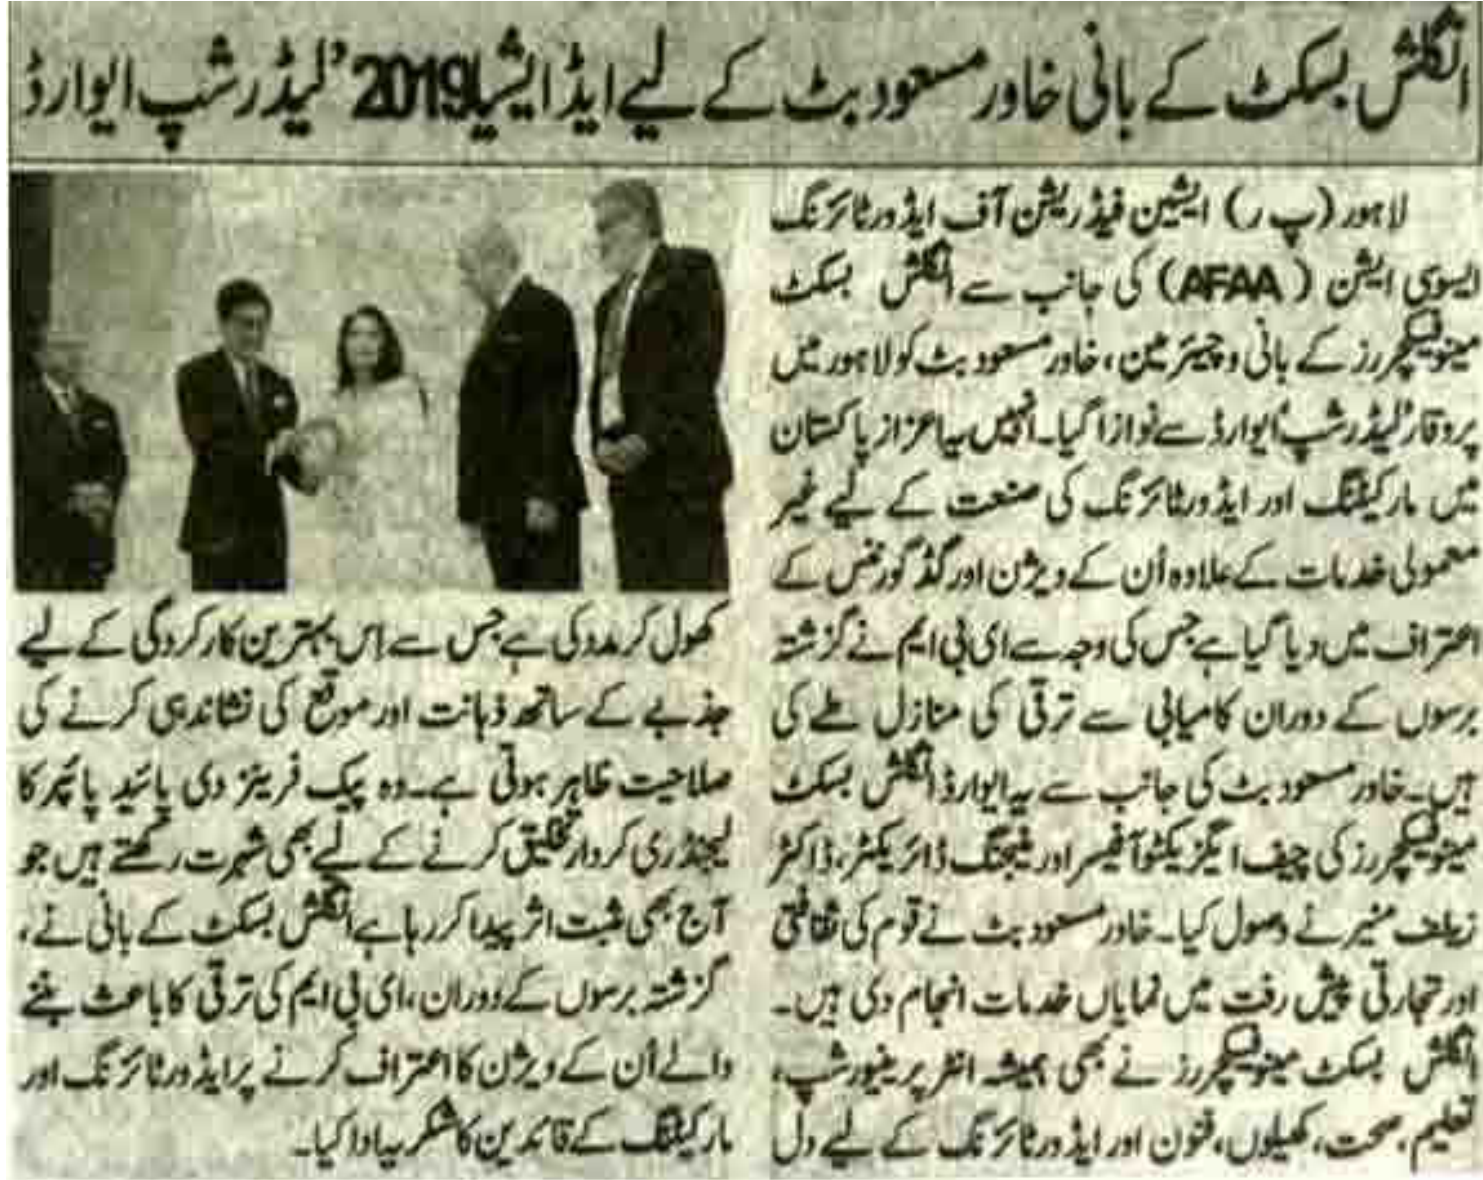 انگلش بسکٹ کے بانی خاور مسعود بٹ کے لیے ایڈ ایشیا 2019 ’لیڈر شپ ایوارڈ
لاہور (پ ر) ایشین فیڈریشن آف ایڈورٹائزنگ
ایسوی ایشن (AFAA) کی جانب سے انگلش بسکٹ
مینوفیکچررز کے بانی و چیئرمین، خاور مسعود بٹ کو لاہور میں
پروقار ’لیڈر شپ‘ ایوارڈ سے نوازا گیا۔ انہیں یہ اعزاز پاکستان
میں مارکیٹنگ اور ایڈورٹائزنگ کی صنعت کے لیے غیر
معمولی خدمات کے علاوہ اُن کے ویژن اور گڈ گورننس کے
اعتراف میں دیا گیا ہے جس کی وجہ سے ای بی ایم نے گزشتہ
برسوں کے دوران کامیابی سے ترقی کی منازل طے کی
ہیں۔ خاور مسعود بٹ کی جانب سے یہ ایوارڈ انگلش بسکٹ
مینوفیکچررز کی چیف ایگزیکٹو آفیسر اور منیجنگ ڈائریکٹر، ڈاکٹر
زیلف منیر نے وصول کیا۔ خاور مسعود بٹ نے قوم کی ثقافتی
اور تجارتی پیش رفت میں نمایاں خدمات انجام دی ہیں۔
انگلش بسکٹ مینوفیکچررز نے بھی ہمیشہ انٹرپرینیورشپ،
تعلیم، صحت، کھیلوں، فنون اور ایڈورٹائزنگ کے لیے دل
کھول کر مدد کی ہے جس سے اِس بہترین کارکردگی کے لیے
جذبے کے ساتھ ذہانت اور موقع کی نشاندہی کرنے کی
صلاحیت ظاہر ہوتی ہے۔ وہ پیک فرینز دی پائیڈ پائپر کا
لیجنڈری کردار تخلیق کرنے کے لیے بھی شہرت رکھتے ہیں جو
آج بھی مثبت اثر پیدا کر رہا ہے انگلش بسکٹ کے بانی نے،
گزشتہ برسوں کے دوران، ای بی ایم کی ترقی کا باعث بننے
والے اُن کے ویژن کا اعتراف کرنے پر ایڈورٹائزنگ اور
مارکیٹنگ کے قائدین کا شکریہ ادا کیا۔